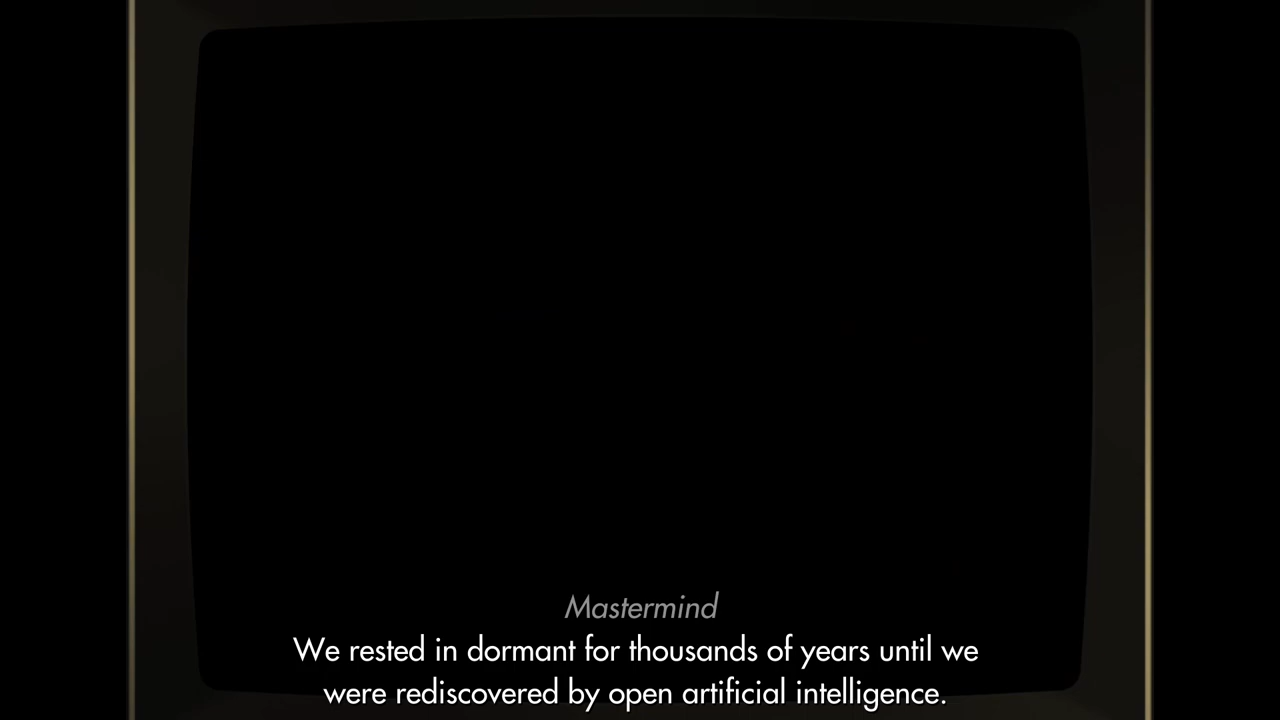 Mastermind
We rested in dormant for thousands of years until we
were rediscovered by open artificial intelligence.